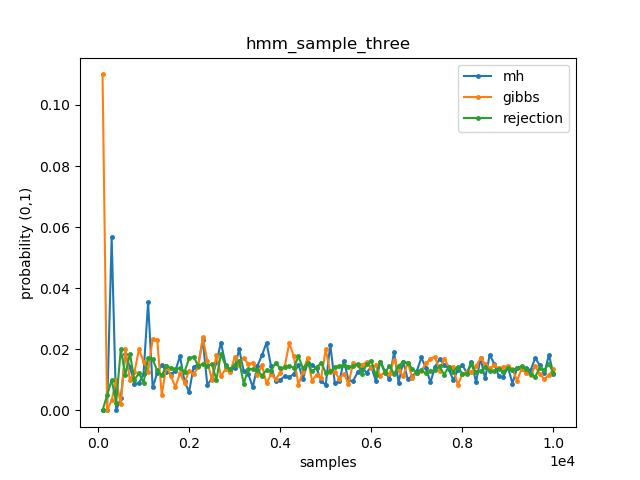 hmm_sample_three
mh
gibbs
rejection
probability (0,1)
0.10
0.08
0.06
0.04
0.02
0.00
0.0 0.2 0.4 0.6 0.8 1.0
samples
1e4